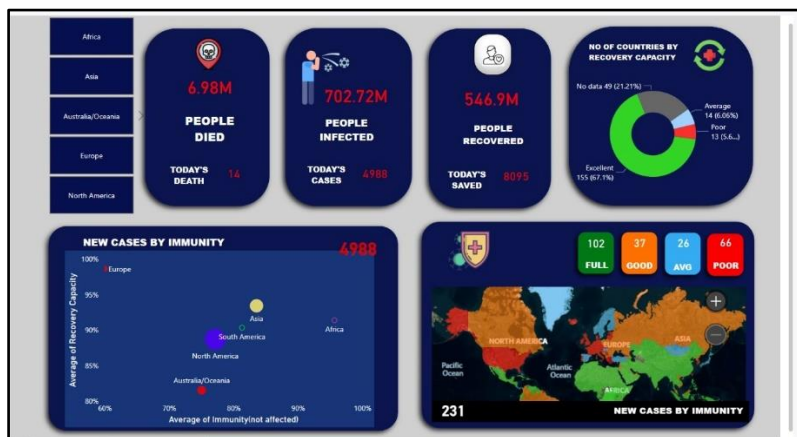 Africa
Asia
Australia/Oceania
Europe
North America
6.98M
PEOPLE
DIED
TODAY'S
DEATH
14
702.72M
PEOPLE
INFECTED
TODAY'S
CASES
4988
546.9M
PEOPLE
RECOVERED
TODAY'S
SAVED
8095
NO OF COUNTRIES BY
RECOVERY CAPACITY
No data 49 (21.21%)
Average
14 (6.06%)
Poor
13 (5.6...)
Excellent
155 (67.1%)
NEW CASES BY IMMUNITY
4988
Average of Recovery Capacity
100%
95%
90%
85%
80%
Europe
Asia
South America
Africa
North America
Australia/Oceania
60%
70%
80%
90%
100%
Average of Immunity(not affected)
102
FULL
37
GOOD
26
AVG
66
POOR
NORTH AMERICA
EUROPE
ASIA
AFRICA
Pacific
Ocean
Atlantic
Ocean
231
NEW CASES BY IMMUNITY